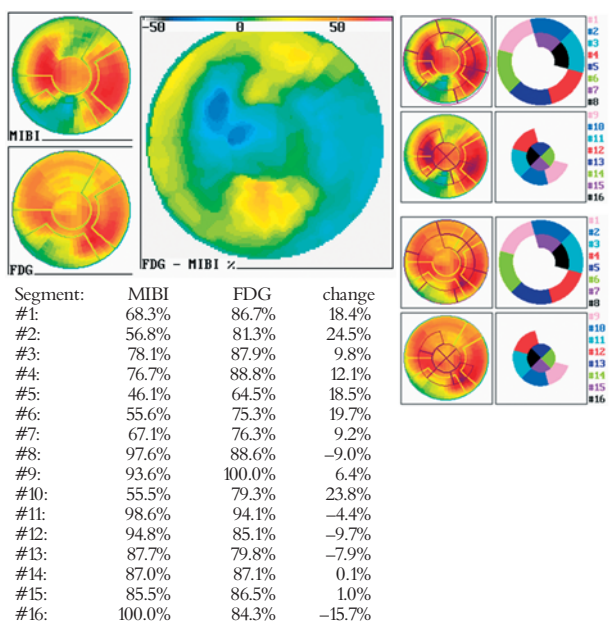 -50 0 50
MIBI
FDG
FDG - MIBI %
#1
#2
#3
#4
#5
#6
#7
#8
#9
#10
#11
#12
#13
#14
#15
#16
#1
#2
#3
#4
#5
#6
#7
#8
#9
#10
#11
#12
#13
#14
#15
#16
Segment: MIBI FDG change
#1: 68.3% 86.7% 18.4%
#2: 56.8% 81.3% 24.5%
#3: 78.1% 87.9% 9.8%
#4: 76.7% 88.8% 12.1%
#5: 46.1% 64.5% 18.5%
#6: 55.6% 75.3% 19.7%
#7: 67.1% 76.3% 9.2%
#8: 97.6% 88.6% –9.0%
#9: 93.6% 100.0% 6.4%
#10: 55.5% 79.3% 23.8%
#11: 98.6% 94.1% –4.4%
#12: 94.8% 85.1% –9.7%
#13: 87.7% 79.8% –7.9%
#14: 87.0% 87.1% 0.1%
#15: 85.5% 86.5% 1.0%
#16: 100.0% 84.3% –15.7%